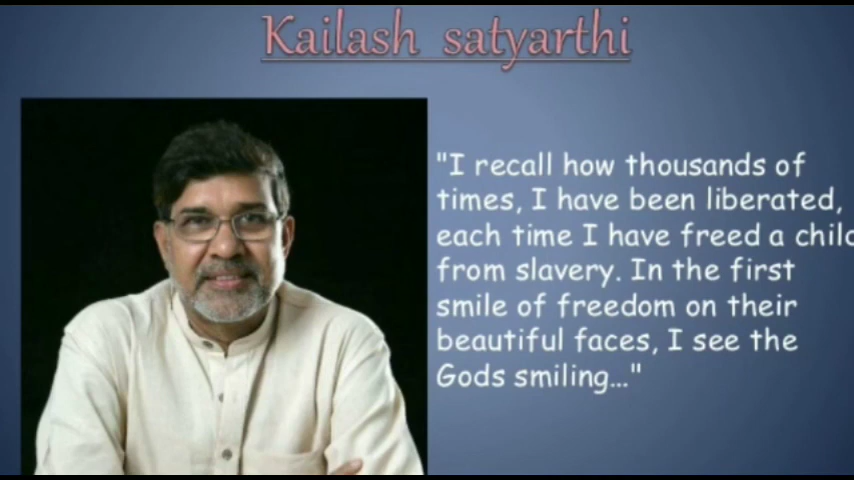 Kailash satyarthi
"I recall how thousands of
times, I have been liberated,
each time I have freed a chil
from slavery. In the first
smile of freedom on their
beautiful faces, I see the
Gods smiling..."